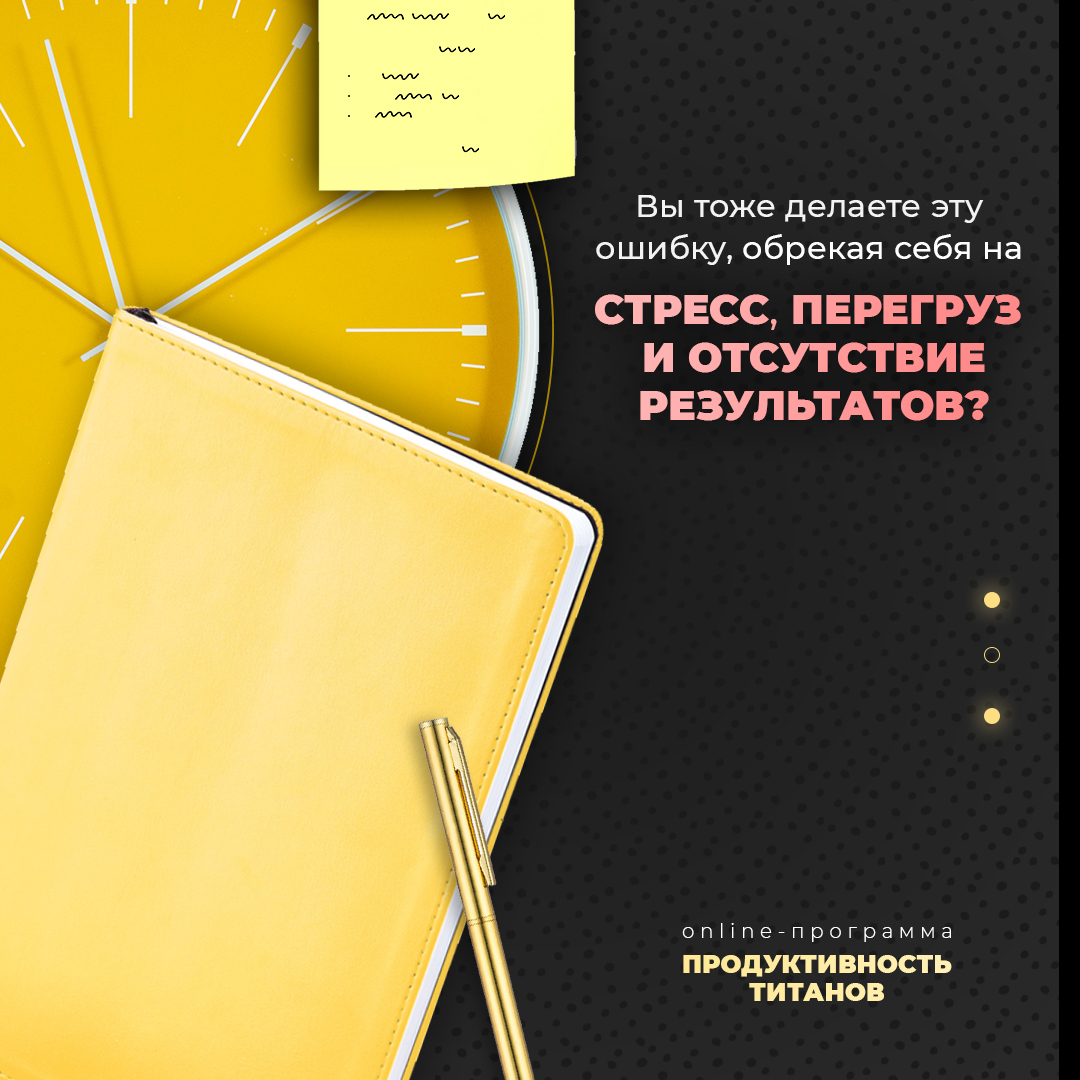 Вы тоже делаете эту
ошибку, обрекая себя на
СТРЕСС, ПЕРЕГРУЗ
И ОТСУТСТВИЕ
РЕЗУЛЬТАТОВ?
online-программа
ПРОДУКТИВНОСТЬ
ТИТАНОВ